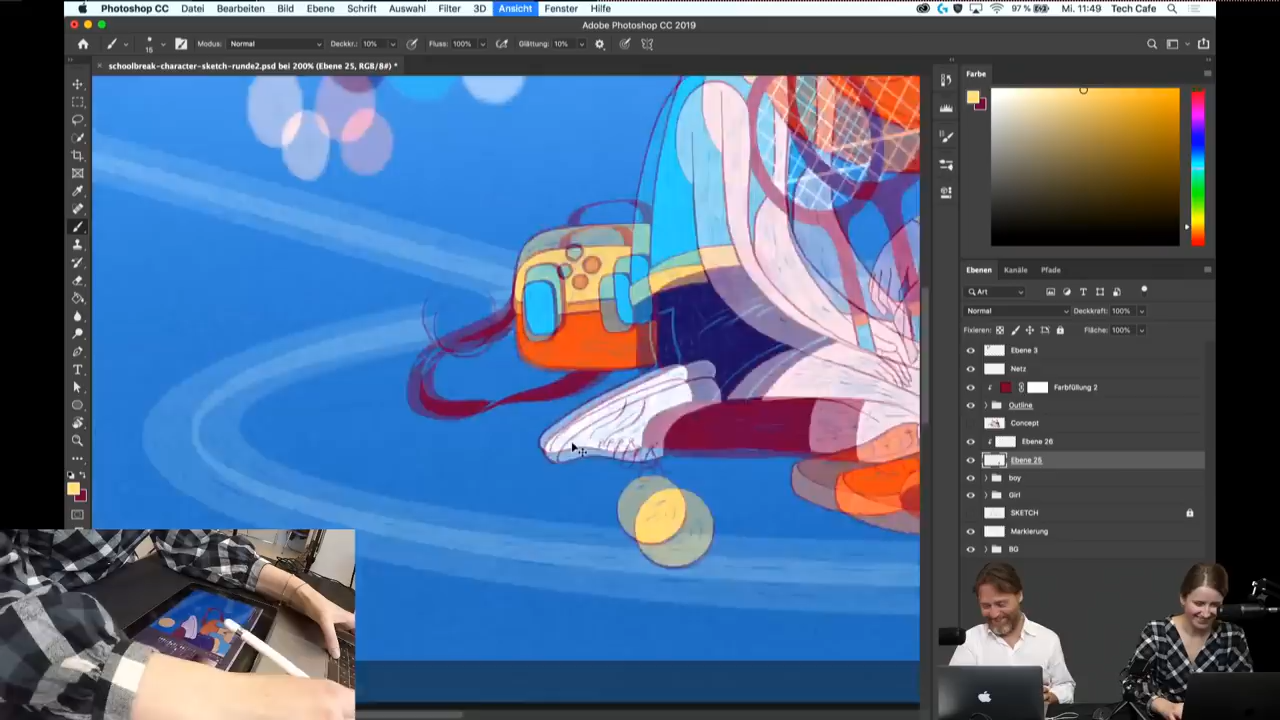 Photoshop CC Datei Bearbeiten Bild Ebene Schrift Auswahl Filter 3D Ansicht Fenster Hilfe 97 % Mi. 11:49 Tech Cafe
Adobe Photoshop CC 2019
15 Modus: Normal Deckkr.: 10% Fluss: 100% Glättung: 10%
schoolbreak-character-sketch-runde2.psd bei 200% (Ebene 25, RGB/8#) *
Farbe
Ebenen Kanäle Pfade
Art
Normal Deckkraft: 100%
Fixieren: Fläche: 100%
Ebene 3
Netz
Farbfüllung 2
Outline
Concept
Ebene 26
Ebene 25
boy
Girl
SKETCH
Markierung
BG